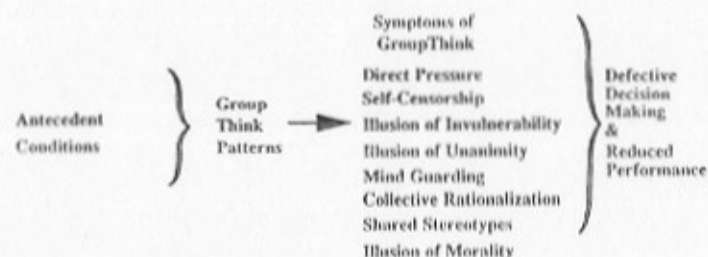 Antecedent
Conditions
Group
Think
Patterns
Symptoms of
GroupThink
Direct Pressure
Self-Censorship
Illusion of Invulnerability
Illusion of Unanimity
Mind Guarding
Collective Rationalization
Shared Stereotypes
Illusion of Morality
Defective
Decision
Making
&
Reduced
Performance